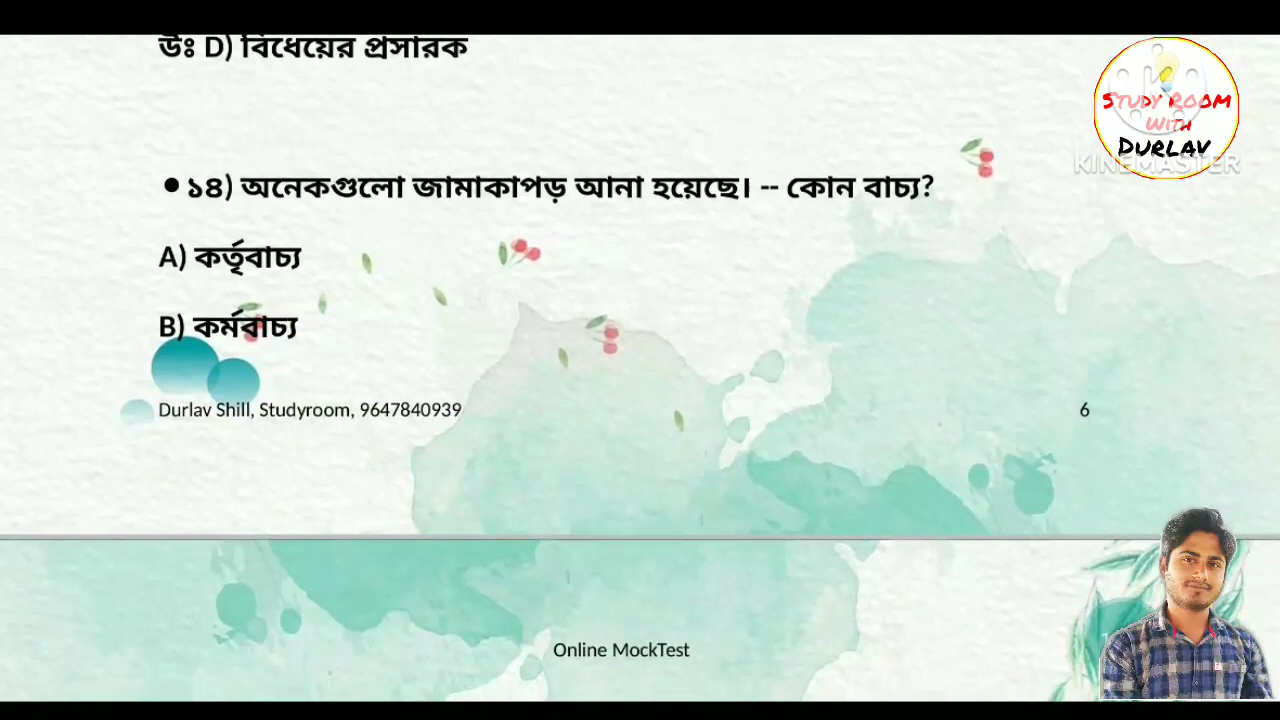 উঃ D) বিধেয়ের প্রসারক
STUDY ROOM
WITH
DURLAV
KINEMASTER
● ১৪) অনেকগুলো জামাকাপড় আনা হয়েছে। -- কোন বাচ্য?
A) কর্তৃবাচ্য
B) কর্মবাচ্য
Durlav Shill, Studyroom, 9647840939 6
Online MockTest